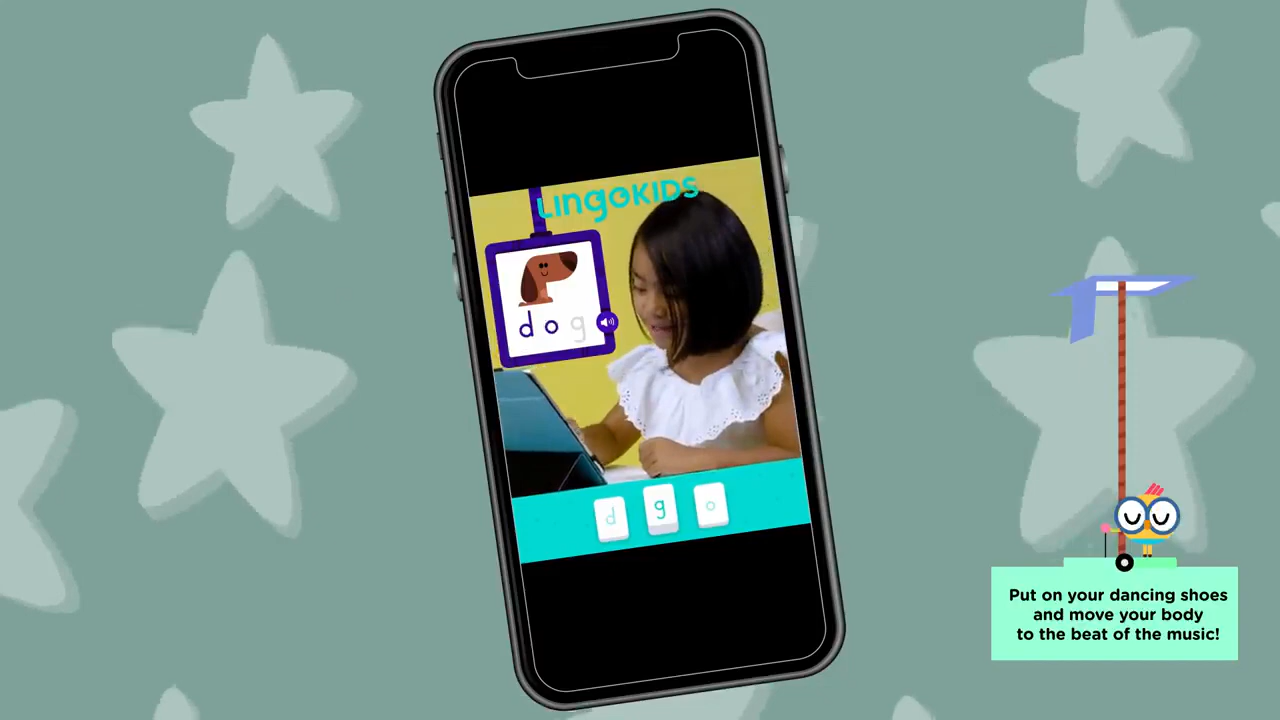 LINGOKIDS
d o g
d g o
Put on your dancing shoes
and move your body
to the beat of the music!